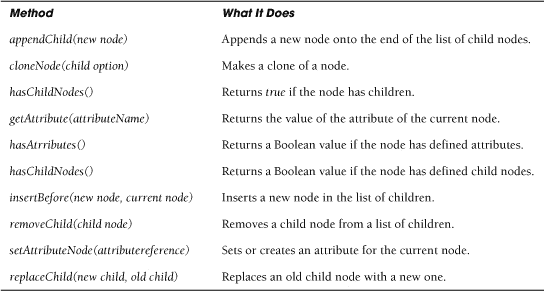 Method What It Does
appendChild(new node) Appends a new node onto the end of the list of child nodes.
cloneNode(child option) Makes a clone of a node.
hasChildNodes() Returns true if the node has children.
getAttribute(attributeName) Returns the value of the attribute of the current node.
hasAtrributes() Returns a Boolean value if the node has defined attributes.
hasChildNodes() Returns a Boolean value if the node has defined child nodes.
insertBefore(new node, current node) Inserts a new node in the list of children.
removeChild(child node) Removes a child node from a list of children.
setAttributeNode(attributereference) Sets or creates an attribute for the current node.
replaceChild(new child, old child) Replaces an old child node with a new one.